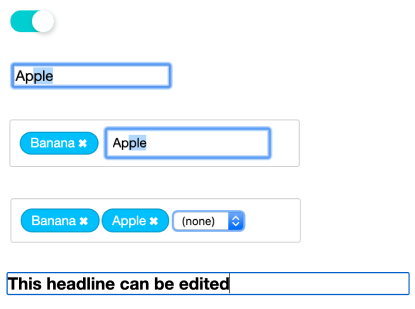 Apple
Banana ✖ Apple
Banana ✖ Apple ✖ (none)
This headline can be edited